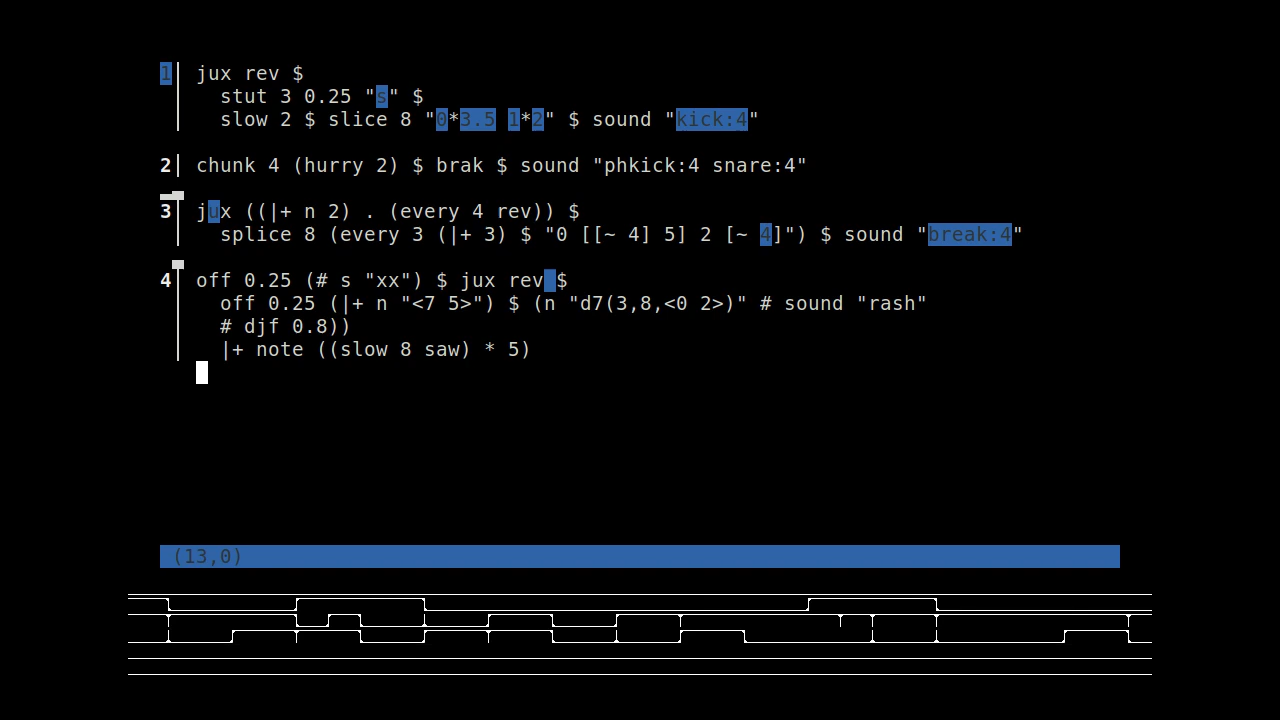 1 jux rev $
stut 3 0.25 "s" $
slow 2 $ slice 8 "0*3.5 1*2" $ sound "kick:4"
2 chunk 4 (hurry 2) $ brak $ sound "phkick:4 snare:4"
3 jux ((|+ n 2) . (every 4 rev)) $
splice 8 (every 3 (|+ 3) $ "0 [[~ 4] 5] 2 [~ 4]") $ sound "break:4"
4 off 0.25 (# s "xx") $ jux rev $
off 0.25 (|+ n "<7 5>") $ (n "d7(3,8,<0 2>)" # sound "rash"
# djf 0.8))
|+ note ((slow 8 saw) * 5)
(13,0)